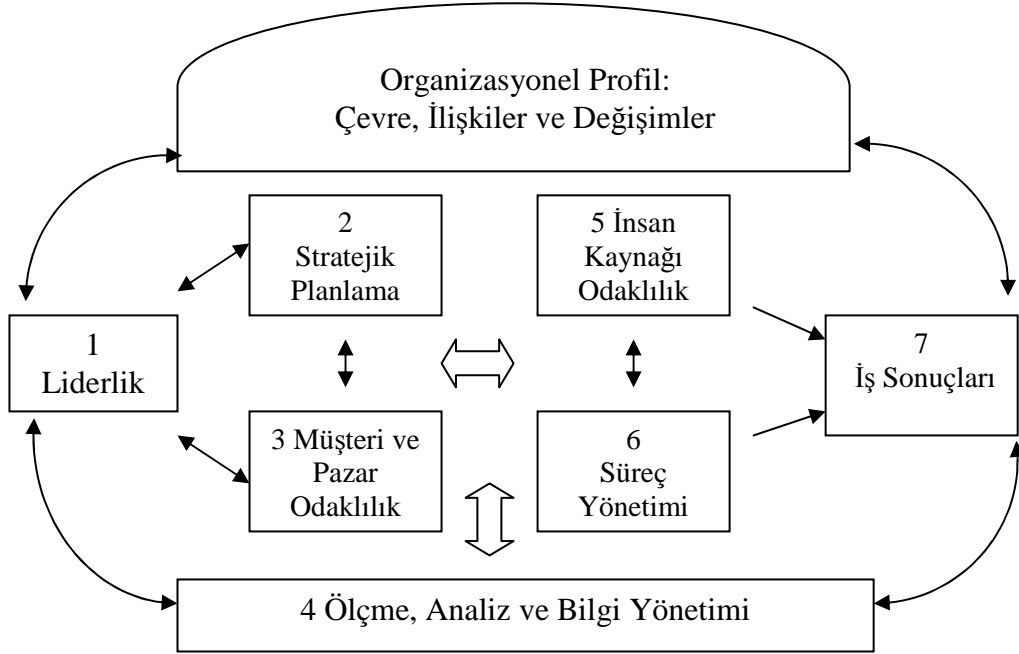 Organizasyonel Profil:
Çevre, İlişkiler ve Değişimler
2
Stratejik
Planlama
5 İnsan
Kaynağı
Odaklılık
1
Liderlik
7
İş Sonuçları
3 Müşteri ve
Pazar
Odaklılık
6
Süreç
Yönetimi
4 Ölçme, Analiz ve Bilgi Yönetimi